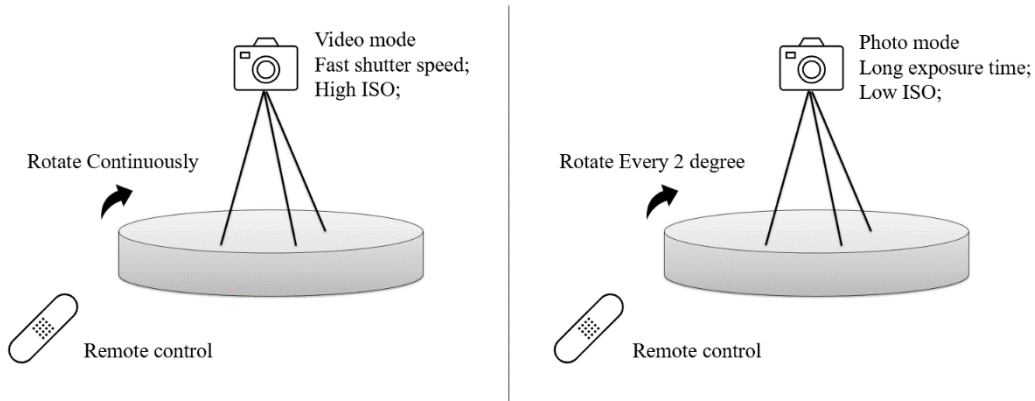 Video mode
Fast shutter speed;
High ISO;
Rotate Continuously
Remote control
Photo mode
Long exposure time;
Low ISO;
Rotate Every 2 degree
Remote control